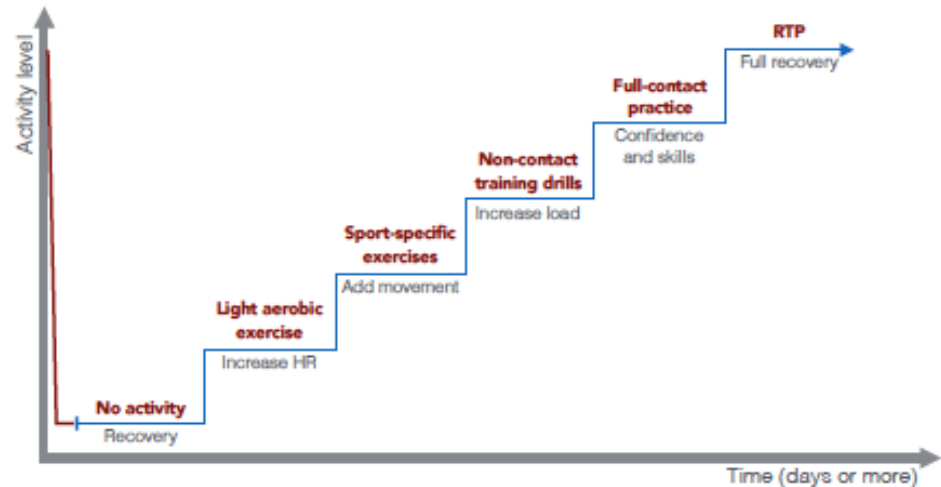 Activity level
RTP
Full recovery
Full-contact
practice
Confidence
and skills
Non-contact
training drills
Increase load
Sport-specific
exercises
Add movement
Light aerobic
exercise
Increase HR
No activity
Recovery
Time (days or more)